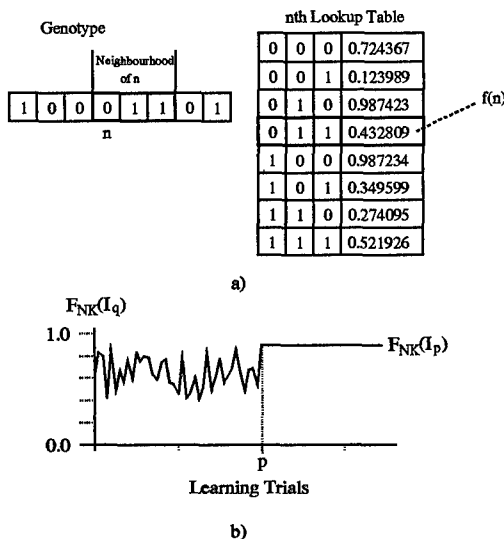 Genotype
Neighbourhood
of n
1 0 0 0 1 1 0 1
n
nth Lookup Table
0 0 0 0.724367
0 0 1 0.123989
0 1 0 0.987423
0 1 1 0.432809
f(n)
1 0 0 0.987234
1 0 1 0.349599
1 1 0 0.274095
1 1 1 0.521926
a)
F_NK(I_q)
1.0
F_NK(I_p)
0.0
p
Learning Trials
b)